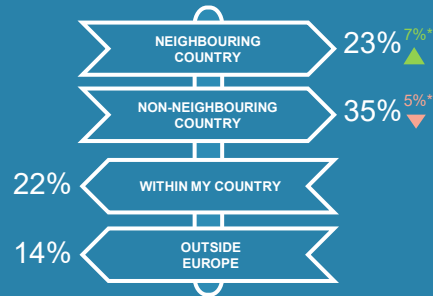 NEIGHBOURING
COUNTRY
23%
7%*
NON-NEIGHBOURING
COUNTRY
35%
5%*
22%
WITHIN MY COUNTRY
14%
OUTSIDE
EUROPE